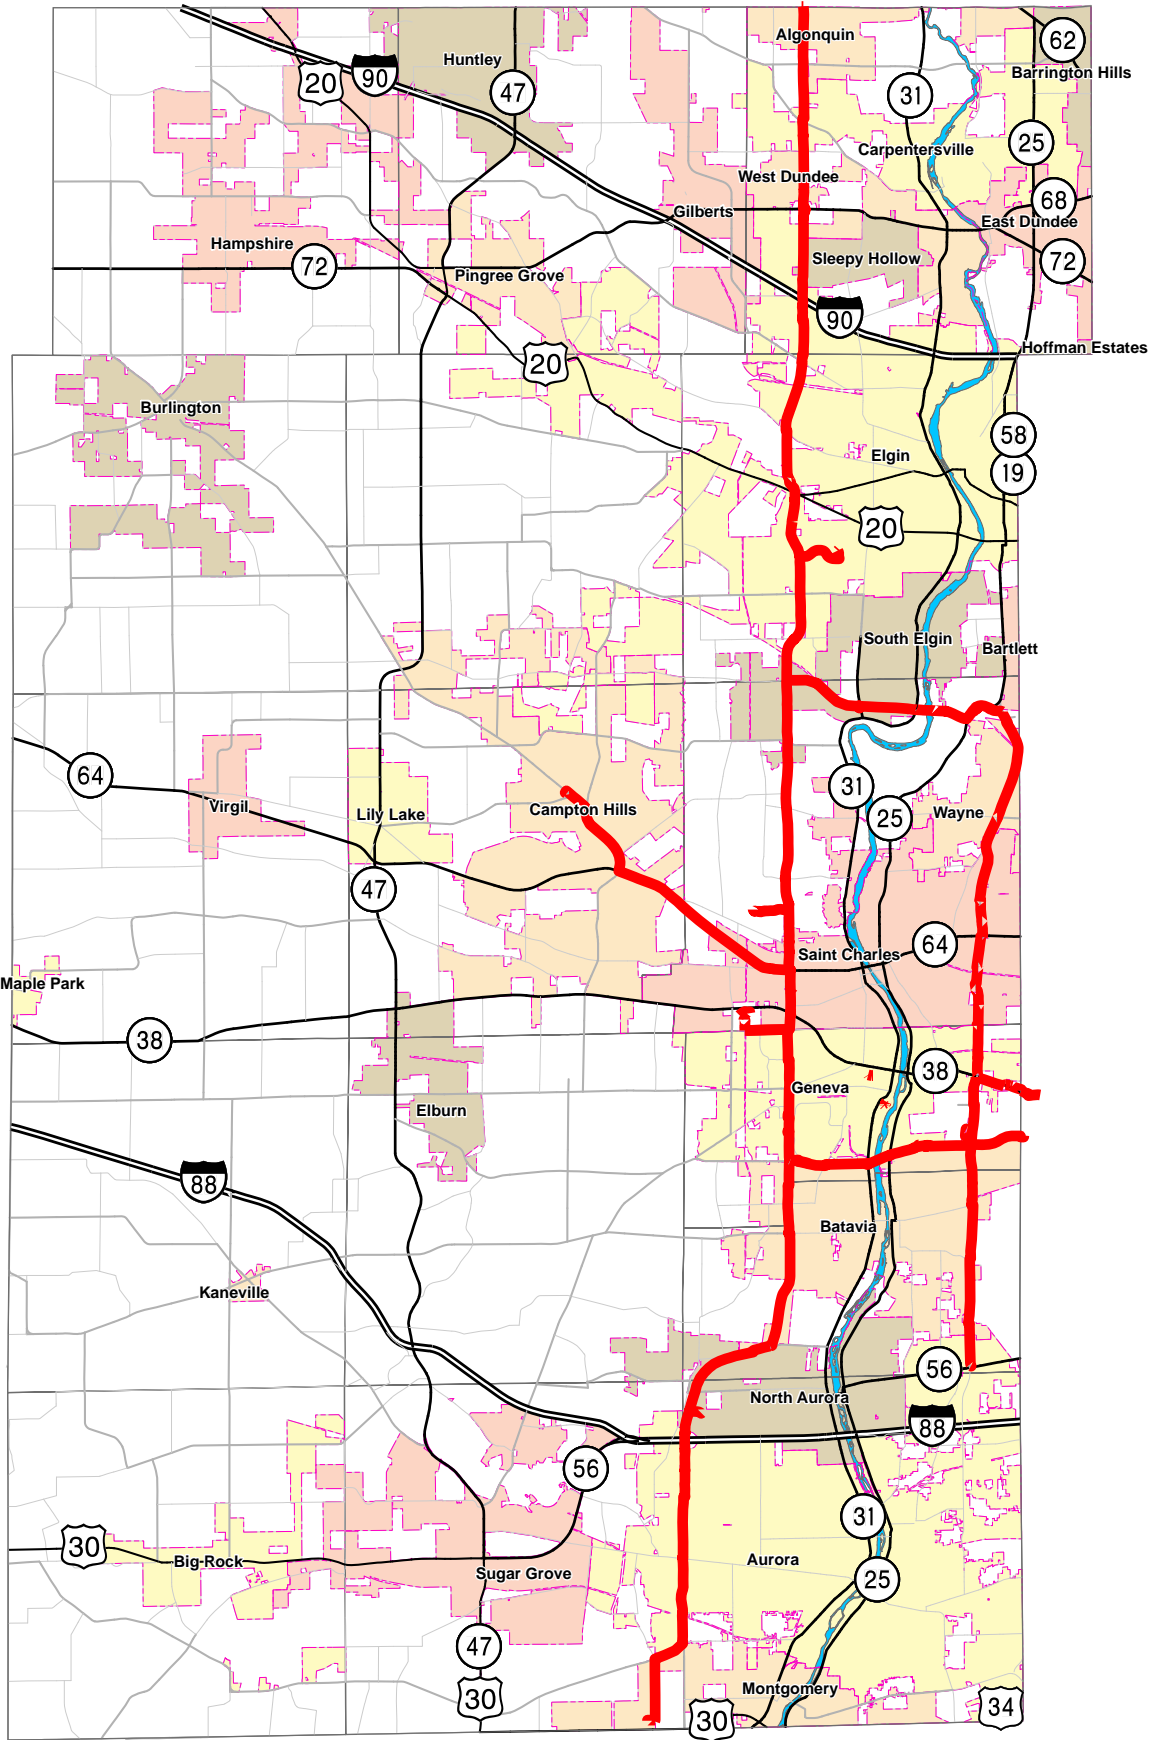 Algonquin
62
Huntley
20
90
Barrington Hills
47
31
25
Carpentersville
West Dundee
68
Gilberts
East Dundee
Hampshire
Sleepy Hollow
72
72
Pingree Grove
90
Hoffman Estates
20
Burlington
58
Elgin
19
20
South Elgin
Bartlett
64
31
Virgil
Lily Lake
Campton Hills
Wayne
25
47
64
Saint Charles
Maple Park
38
38
Geneva
Elburn
88
Batavia
Kaneville
56
North Aurora
88
56
31
30
Big-Rock
Aurora
Sugar Grove
25
47
Montgomery
30
34
30